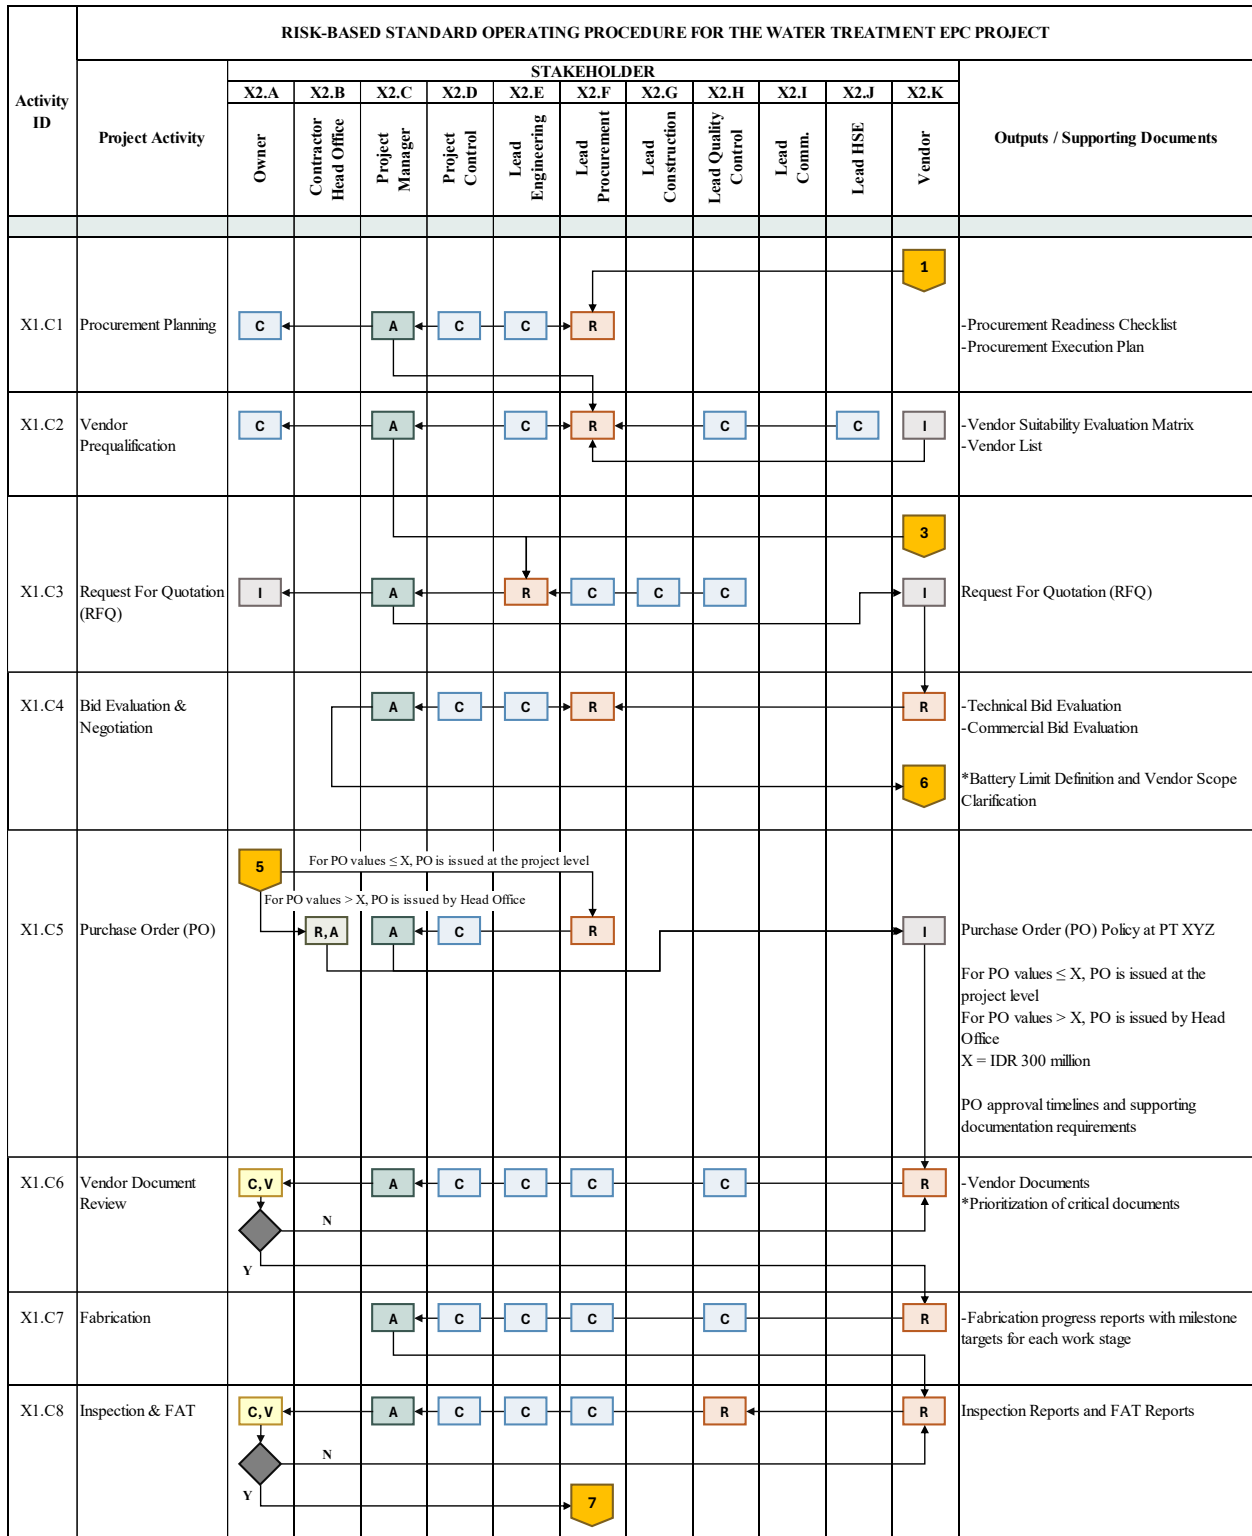 RISK-BASED STANDARD OPERATING PROCEDURE FOR THE WATER TREATMENT EPC PROJECT
Activity
ID
Project Activity
STAKEHOLDER
Outputs / Supporting Documents
X2.A X2.B X2.C X2.D X2.E X2.F X2.G X2.H X2.I X2.J X2.K
Owner
Contractor
Head Office
Project
Manager
Project
Control
Lead
Engineering
Lead
Procurement
Lead
Construction
Lead Quality
Control
Lead
Comm.
Lead HSE
Vendor
1
X1.C1 Procurement Planning C A C C R -Procurement Readiness Checklist
-Procurement Execution Plan
X1.C2 Vendor C A C R C C I -Vendor Suitability Evaluation Matrix
Prequalification -Vendor List
3
X1.C3 Request For Quotation I A R C C C I Request For Quotation (RFQ)
(RFQ)
X1.C4 Bid Evaluation & A C C R R -Technical Bid Evaluation
Negotiation -Commercial Bid Evaluation
6 *Battery Limit Definition and Vendor Scope
Clarification
5 For PO values ≤ X, PO is issued at the project level
For PO values > X, PO is issued by Head Office
X1.C5 Purchase Order (PO) R, A A C R I Purchase Order (PO) Policy at PT XYZ
For PO values ≤ X, PO is issued at the
project level
For PO values > X, PO is issued by Head
Office
X = IDR 300 million
PO approval timelines and supporting
documentation requirements
X1.C6 Vendor Document C, V A C C C C R -Vendor Documents
Review *Prioritization of critical documents
N
Y
X1.C7 Fabrication A C C C C R -Fabrication progress reports with milestone
targets for each work stage
X1.C8 Inspection & FAT C, V A C C C R R Inspection Reports and FAT Reports
N
Y
7